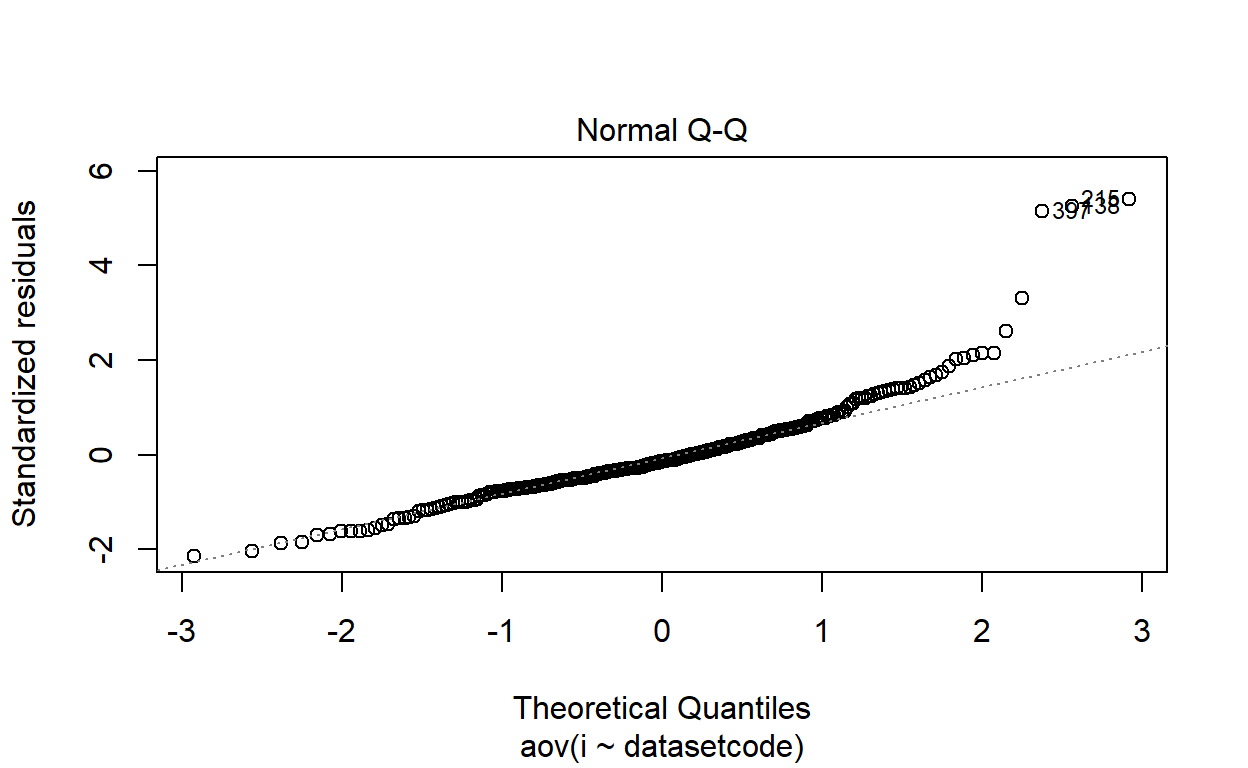 Normal Q-Q
Standardized residuals
6
4
2
0
-2
215
397
-3 -2 -1 0 1 2 3
Theoretical Quantiles
aov(i ~ datasetcode)